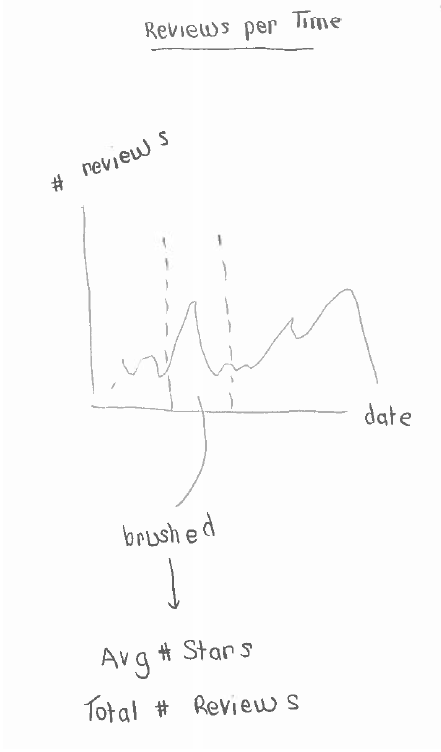 Reviews per Time
# reviews
date
brushed
Avg # Stars
Total # Reviews